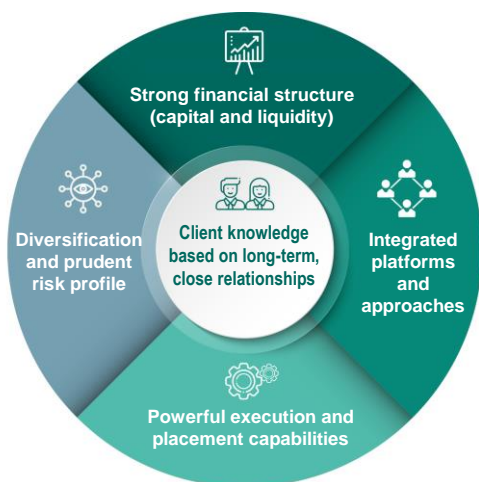 Strong financial structure
(capital and liquidity)
Diversification
and prudent
risk profile
Client knowledge
based on long-term,
close relationships
Integrated
platforms
and
approaches
Powerful execution and
placement capabilities